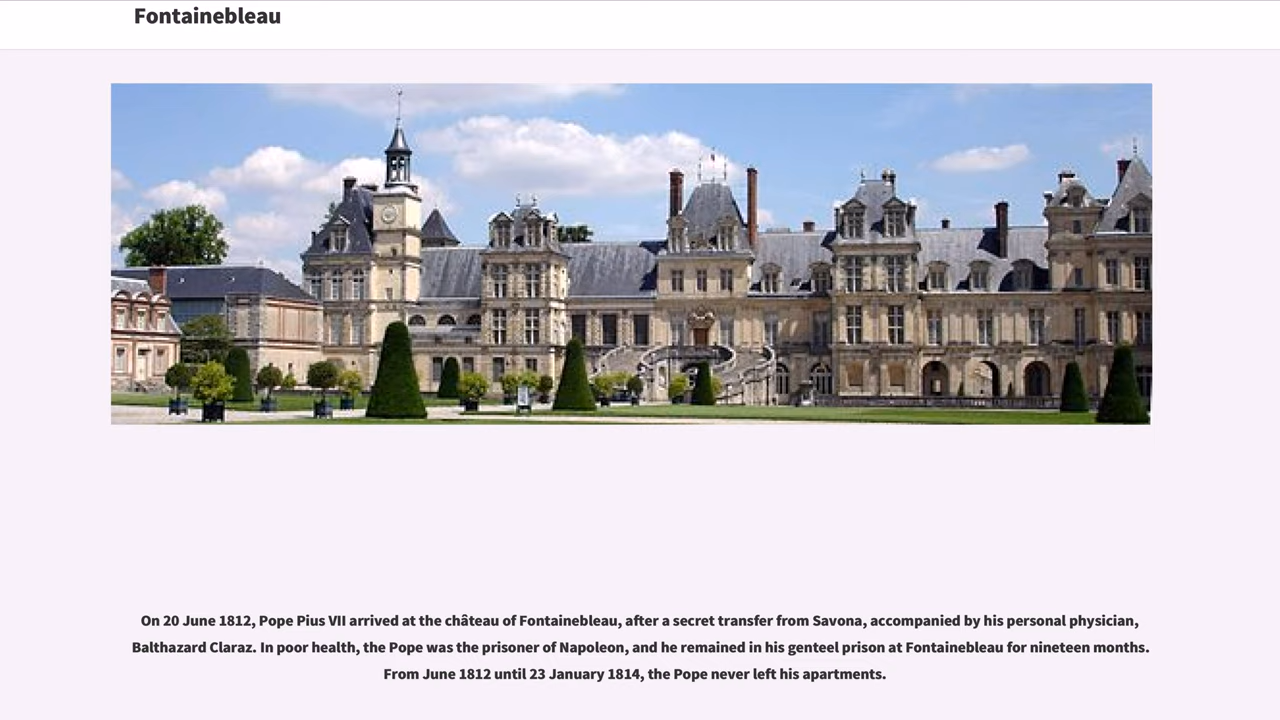 Fontainebleau
On 20 June 1812, Pope Pius VII arrived at the château of Fontainebleau, after a secret transfer from Savona, accompanied by his personal physician,
Balthazard Claraz. In poor health, the Pope was the prisoner of Napoleon, and he remained in his genteel prison at Fontainebleau for nineteen months.
From June 1812 until 23 January 1814, the Pope never left his apartments.